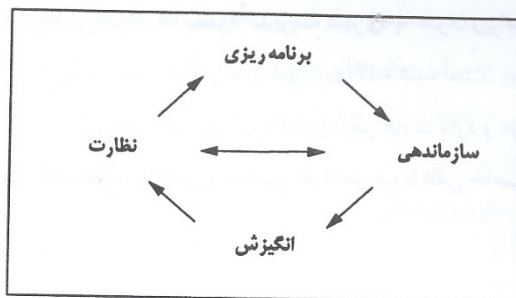 برنامه ریزی
سازماندهی
نظارت
انگیزش